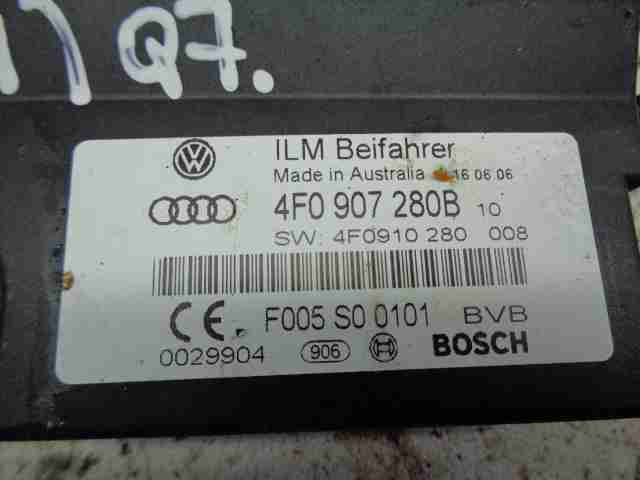 1) Q7.
ILM Beifahrer
Made in Australia 16 06 06
4F0 907 280B 10
SW: 4F0910 280 008
F005 S0 0101 BVB
0029904 906 BOSCH